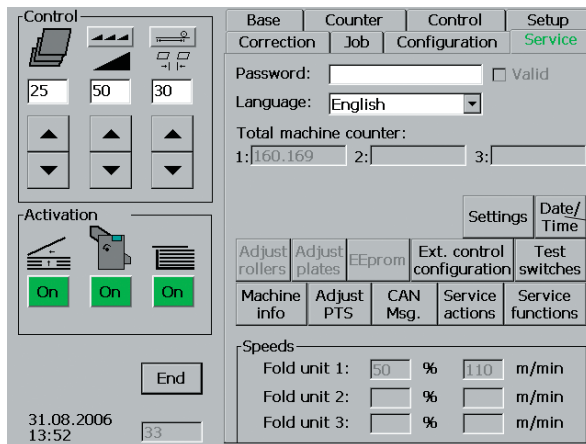 Control
25 50 30
Activation
On On On
End
31.08.2006
13:52
33
Base Counter Control Setup
Correction Job Configuration Service
Password: Valid
Language: English
Total machine counter:
1: 160.169 2: 3:
Settings Date/ Time
Adjust rollers Adjust plates EEprom Ext. control configuration Test switches
Machine info Adjust PTS CAN Msg. Service actions Service functions
Speeds
Fold unit 1: 50 % 110 m/min
Fold unit 2: % m/min
Fold unit 3: % m/min